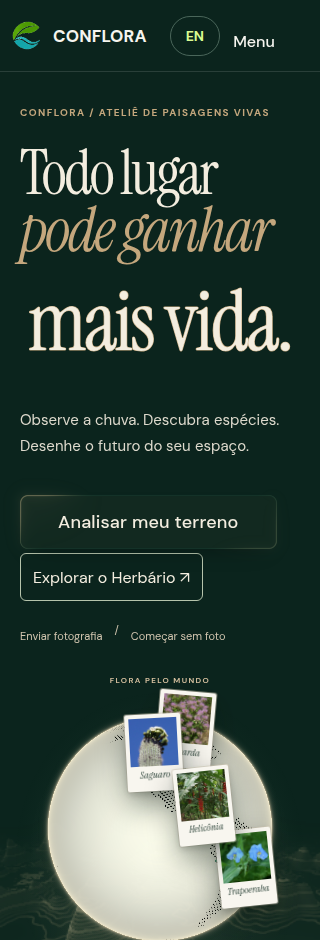 CONFLORA
EN
Menu
CONFLORA / ATELIÊ DE PAISAGENS VIVAS
Todo lugar
pode ganhar
mais vida.
Observe a chuva. Descubra espécies.
Desenhe o futuro do seu espaço.
Analisar meu terreno
Explorar o Herbário ↗
Enviar fotografia / Começar sem foto
FLORA PELO MUNDO
Saguaro
Helicônia
Trapoeraba